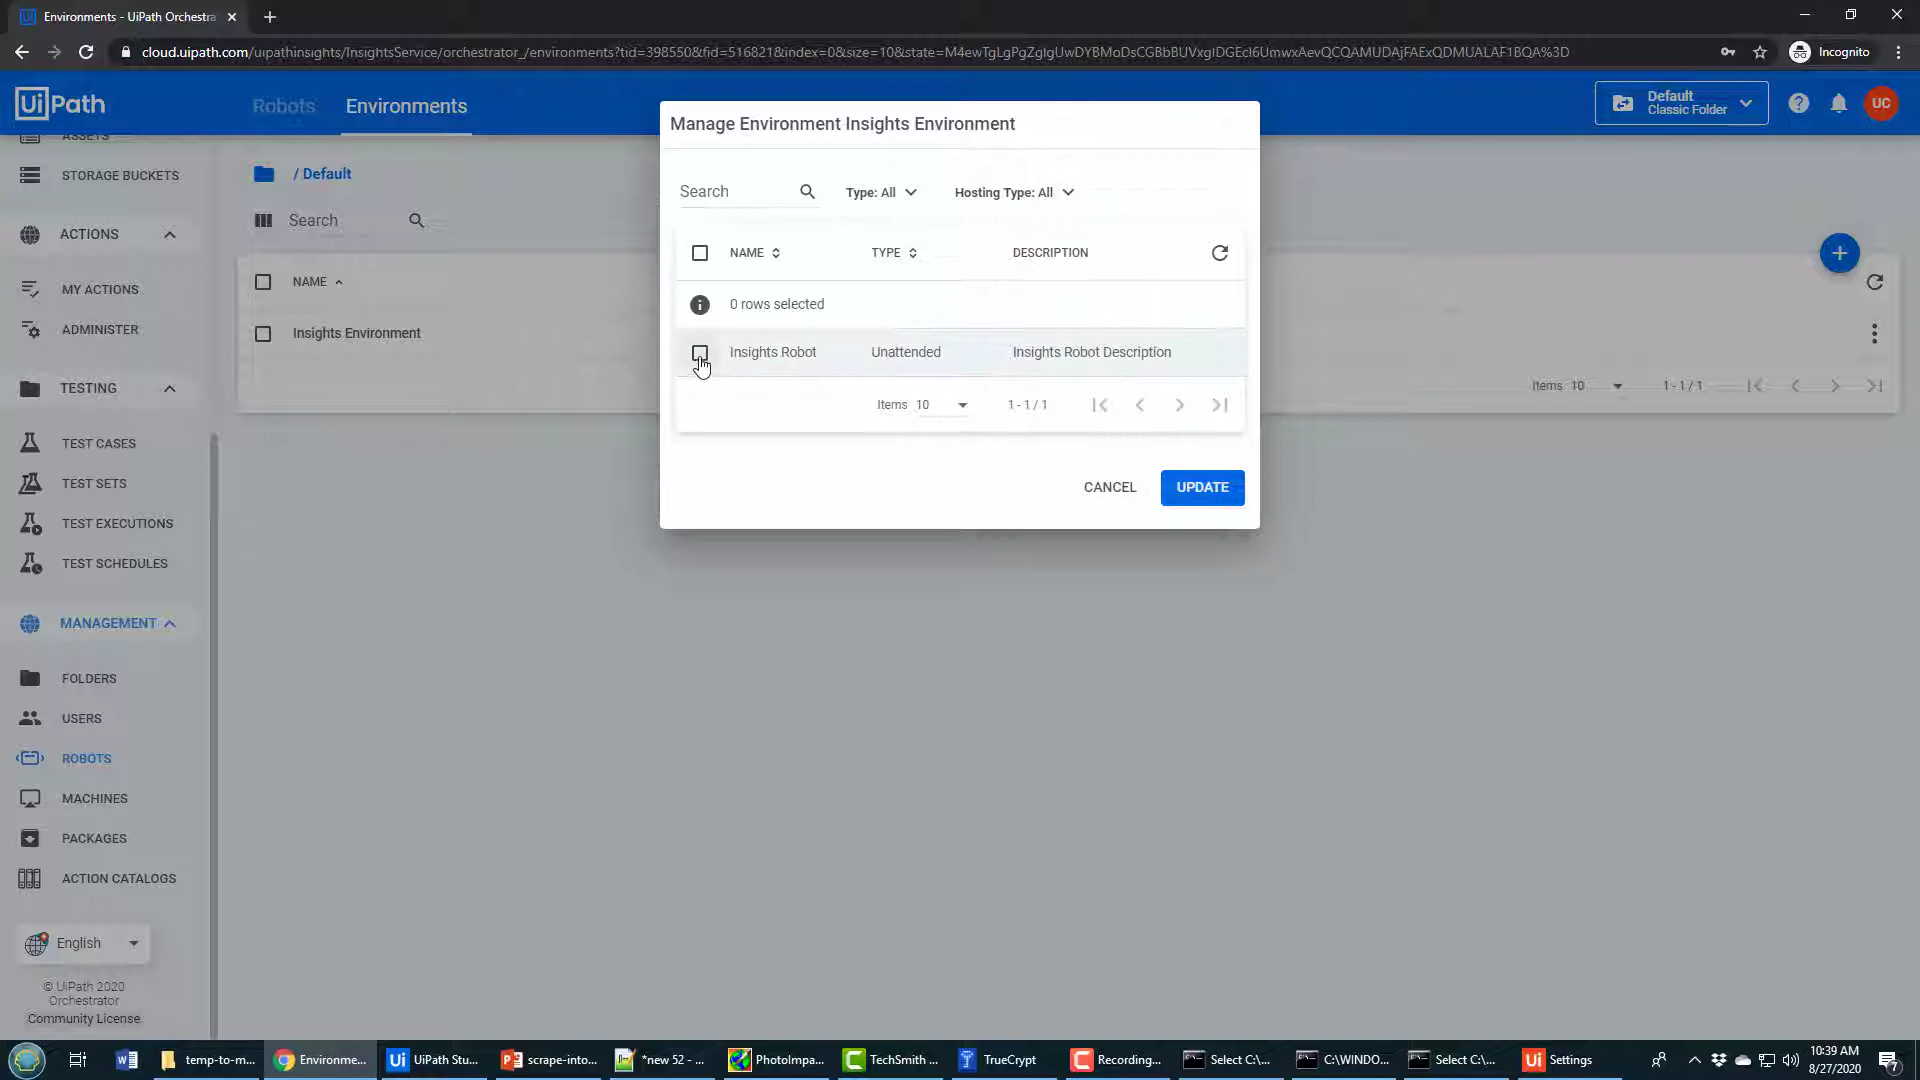 Environments - UiPath Orchestra
cloud.uipath.com/uipathinsights/InsightsService/orchestrator_/environments?tid=398550&fid=516821&index=0&size=10&state=
Incognito
UiPath
Robots
Environments
Default
Classic Folder
UC
ASSETS
STORAGE BUCKETS
ACTIONS
MY ACTIONS
ADMINISTER
TESTING
TEST CASES
TEST SETS
TEST EXECUTIONS
TEST SCHEDULES
MANAGEMENT
FOLDERS
USERS
ROBOTS
MACHINES
PACKAGES
ACTION CATALOGS
English
© UiPath 2020
Orchestrator
Community License
/ Default
Search
NAME
Insights Environment
Items 10
1 - 1 / 1
Manage Environment Insights Environment
Search
Type: All
Hosting Type: All
NAME
TYPE
DESCRIPTION
0 rows selected
Insights Robot
Unattended
Insights Robot Description
Items 10
1 - 1 / 1
CANCEL
UPDATE
temp-to-m...
Environme...
Ui
UiPath Stu...
scrape-into...
*new 52 - ...
PhotoImpa...
TechSmith ...
TrueCrypt
Recording...
Select C:\...
C:\WINDO...
Select C:\...
Ui
Settings
10:39 AM
8/27/2020
7